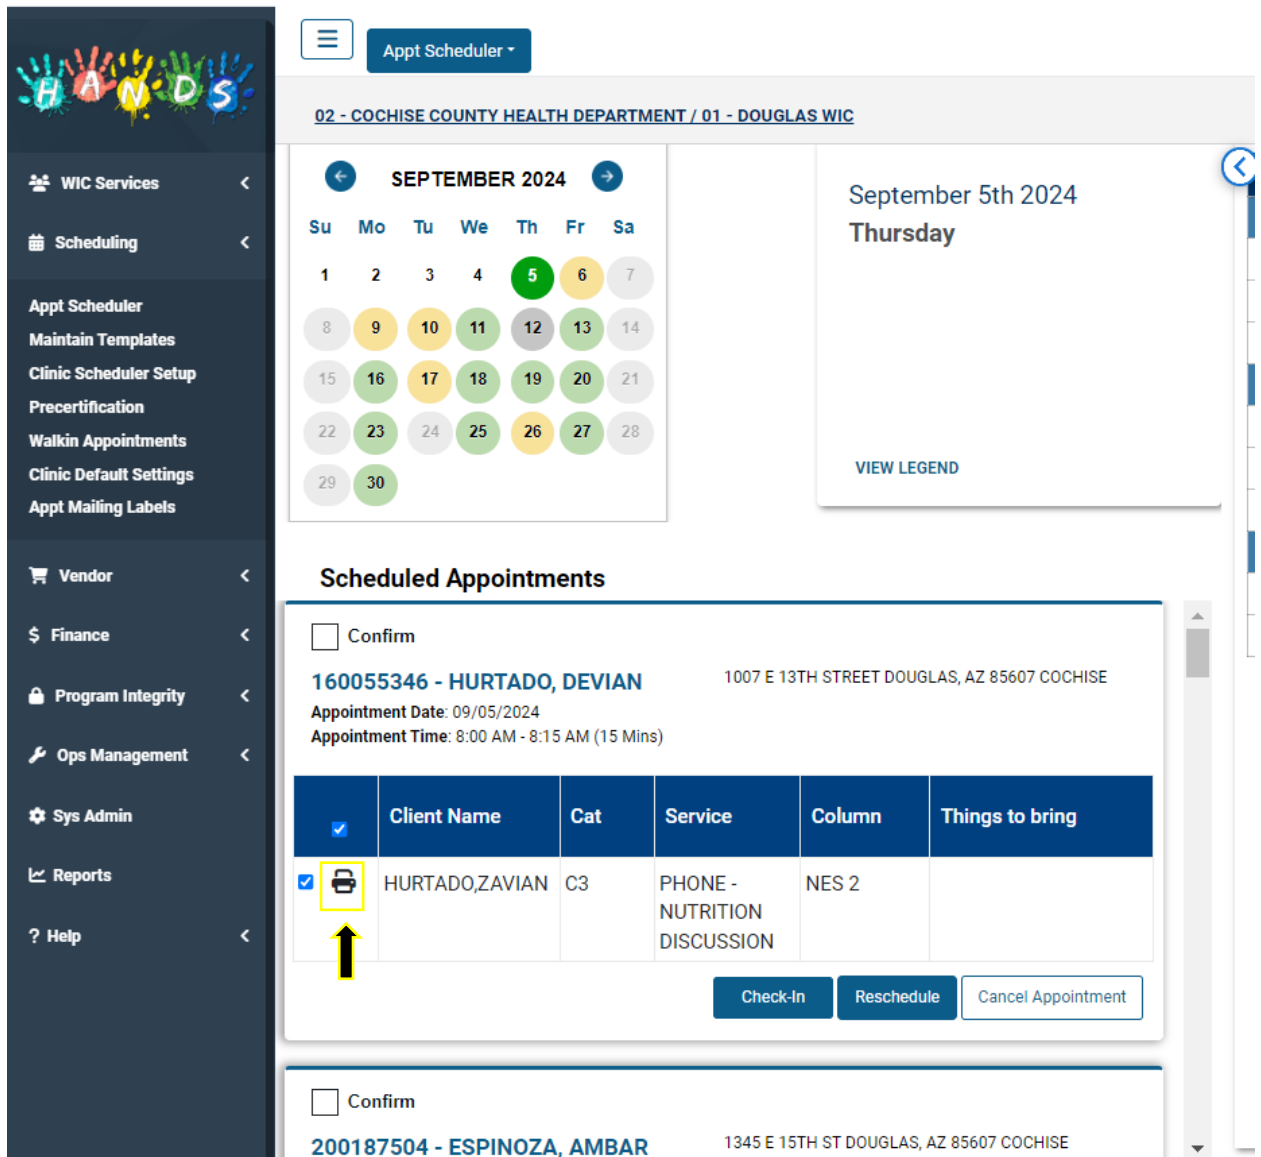 HANDS
Appt Scheduler
02 - COCHISE COUNTY HEALTH DEPARTMENT / 01 - DOUGLAS WIC
WIC Services
Scheduling
Appt Scheduler
Maintain Templates
Clinic Scheduler Setup
Precertification
Walkin Appointments
Clinic Default Settings
Appt Mailing Labels
Vendor
$ Finance
Program Integrity
Ops Management
Sys Admin
Reports
? Help
SEPTEMBER 2024
Su Mo Tu We Th Fr Sa
1 2 3 4 5 6 7
8 9 10 11 12 13 14
15 16 17 18 19 20 21
22 23 24 25 26 27 28
29 30
September 5th 2024
Thursday
VIEW LEGEND
Scheduled Appointments
Confirm
160055346 - HURTADO, DEVIAN
1007 E 13TH STREET DOUGLAS, AZ 85607 COCHISE
Appointment Date: 09/05/2024
Appointment Time: 8:00 AM - 8:15 AM (15 Mins)
Client Name Cat Service Column Things to bring
HURTADO,ZAVIAN C3 PHONE - NES 2
NUTRITION
DISCUSSION
Check-In Reschedule Cancel Appointment
Confirm
200187504 - ESPINOZA, AMBAR
1345 E 15TH ST DOUGLAS, AZ 85607 COCHISE